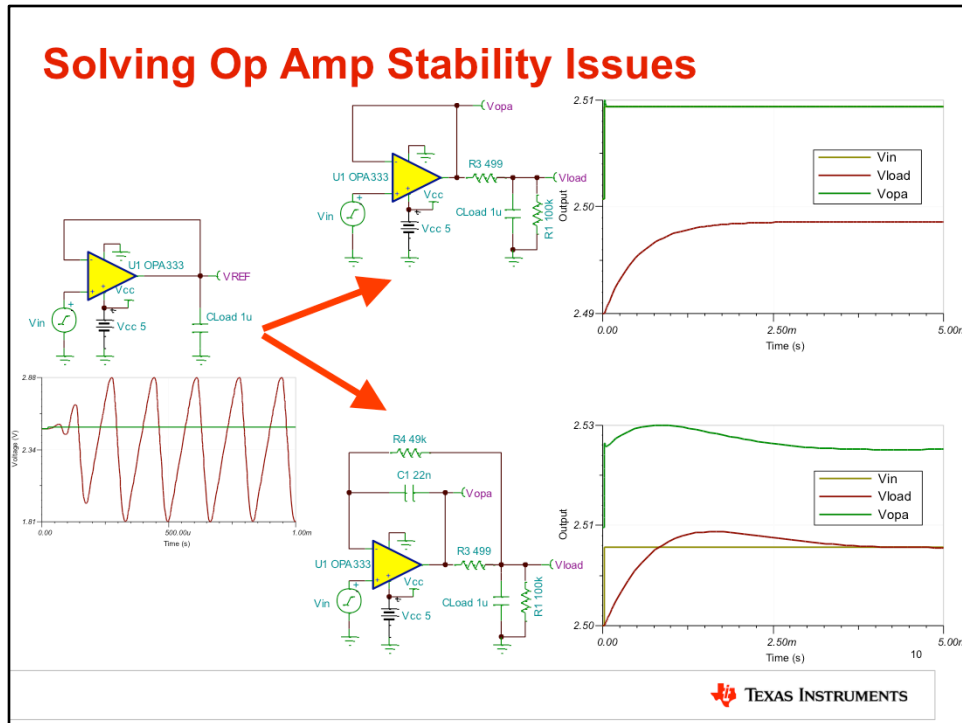 Solving Op Amp Stability Issues
U1 OPA333
Vcc
VREF
Vin
Vcc 5
CLoad 1u
+
-
+
2.88
2.34
1.81
Voltage (V)
0.00
500.00u
1.00m
Time (s)
Vopa
U1 OPA333
R3 499
Vload
Vcc
Vin
Vcc 5
CLoad 1u
R1 100k
+
-
+
2.51
2.50
2.49
Output
Vin
Vload
Vopa
0.00
2.50m
5.00m
Time (s)
R4 49k
C1 22n
Vopa
U1 OPA333
R3 499
Vload
Vcc
Vin
Vcc 5
CLoad 1u
R1 100k
+
-
+
2.53
2.51
2.50
Output
Vin
Vload
Vopa
0.00
2.50m
5.00m
Time (s)
10
TEXAS INSTRUMENTS